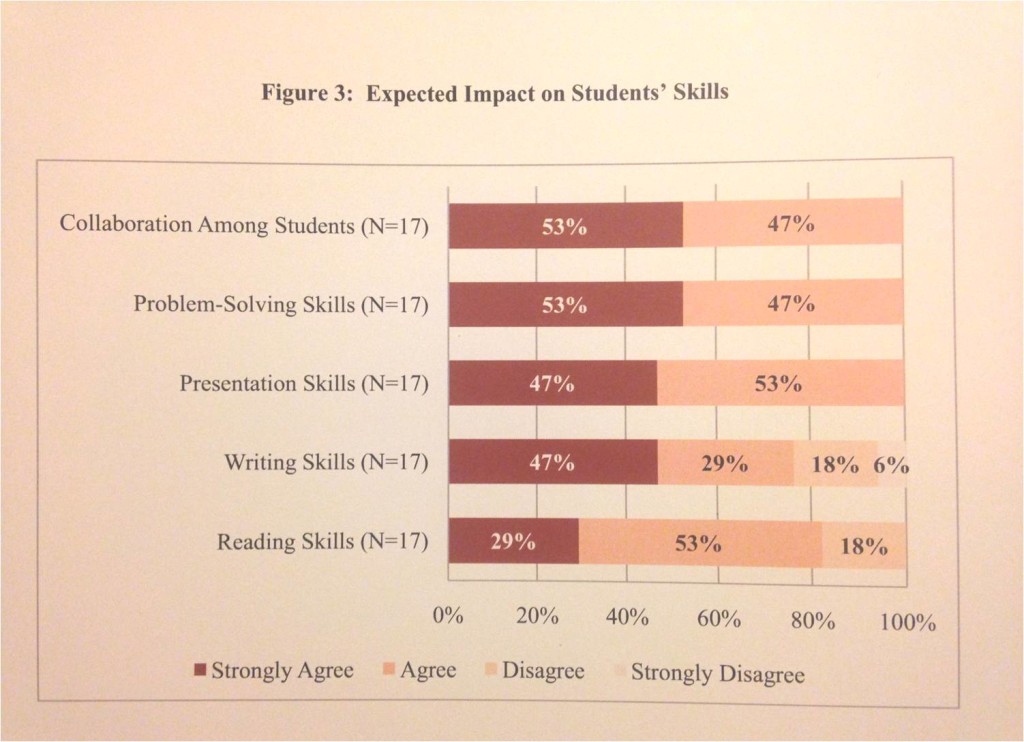 Figure 3: Expected Impact on Students' Skills
Collaboration Among Students (N=17) 53% 47%
Problem-Solving Skills (N=17) 53% 47%
Presentation Skills (N=17) 47% 53%
Writing Skills (N=17) 47% 29% 18% 6%
Reading Skills (N=17) 29% 53% 18%
0% 20% 40% 60% 80% 100%
Strongly Agree Agree Disagree Strongly Disagree